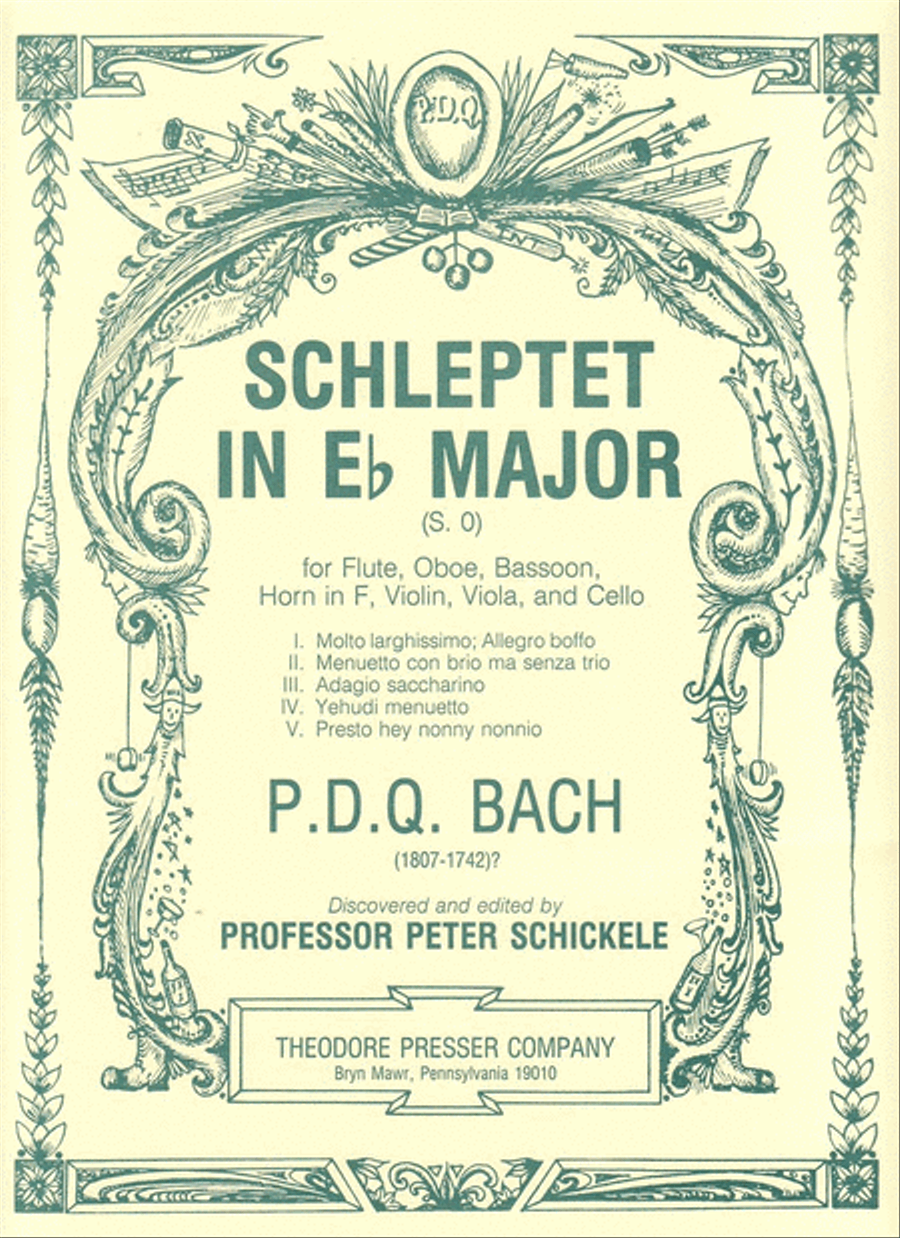 P.D.Q.
TNT
SCHLEPTET
IN E♭ MAJOR
(S. 0)
for Flute, Oboe, Bassoon,
Horn in F, Violin, Viola, and Cello
I. Molto larghissimo; Allegro boffo
II. Menuetto con brio ma senza trio
III. Adagio saccharino
IV. Yehudi menuetto
V. Presto hey nonny nonnio
P.D.Q. BACH
(1807-1742)?
Discovered and edited by
PROFESSOR PETER SCHICKELE
THEODORE PRESSER COMPANY
Bryn Mawr, Pennsylvania 19010